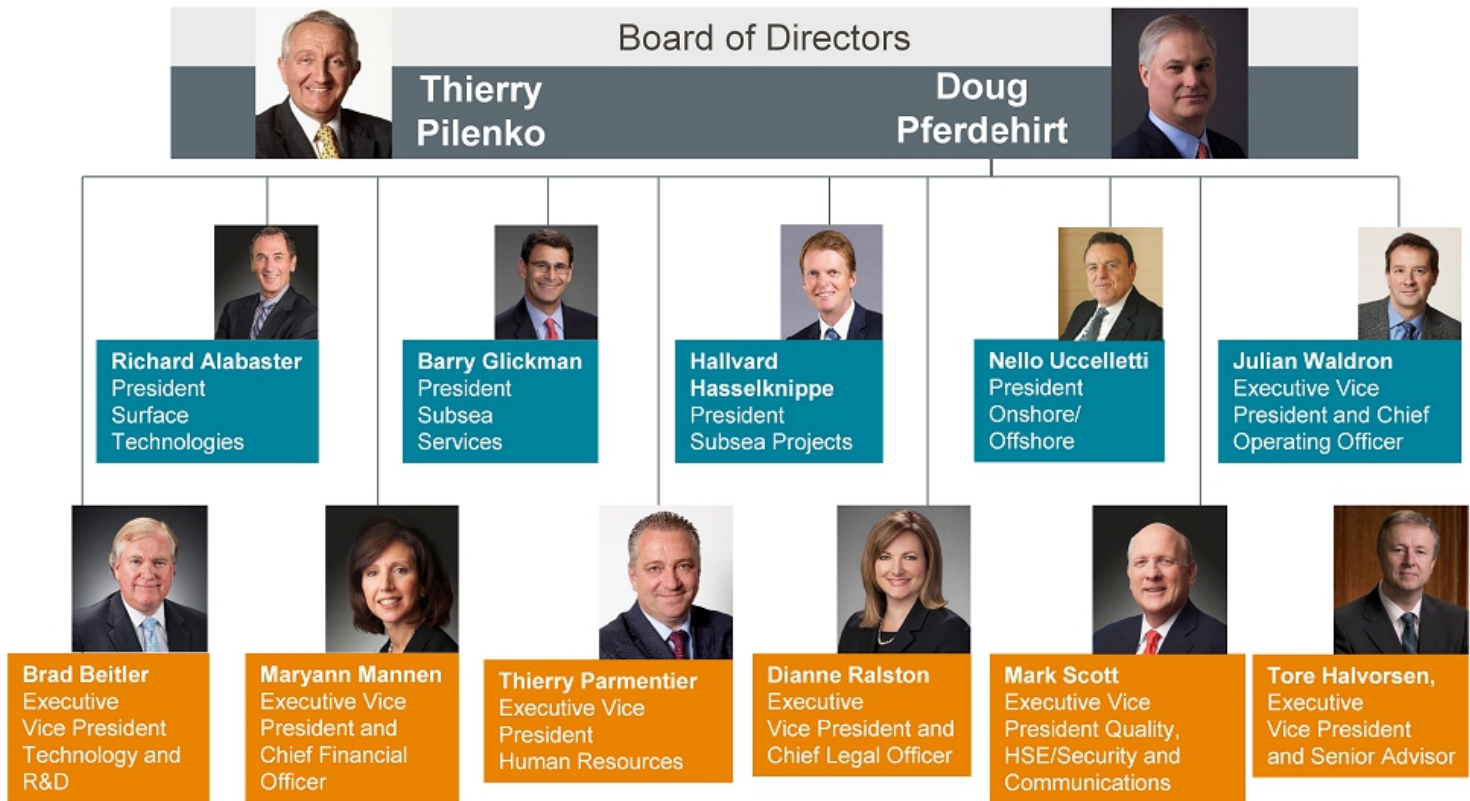 Board of Directors
Thierry
Pilenko
Doug
Pferdehirt
Richard Alabaster
President
Surface
Technologies
Barry Glickman
President
Subsea
Services
Hallvard
Hasselknippe
President
Subsea Projects
Nello Uccelletti
President
Onshore/
Offshore
Julian Waldron
Executive Vice
President and Chief
Operating Officer
Brad Beitler
Executive
Vice President
Technology and
R&D
Maryann Mannen
Executive Vice
President and
Chief Financial
Officer
Thierry Parmentier
Executive Vice
President
Human Resources
Dianne Ralston
Executive
Vice President and
Chief Legal Officer
Mark Scott
Executive Vice
President Quality,
HSE/Security and
Communications
Tore Halvorsen,
Executive
Vice President
and Senior Advisor